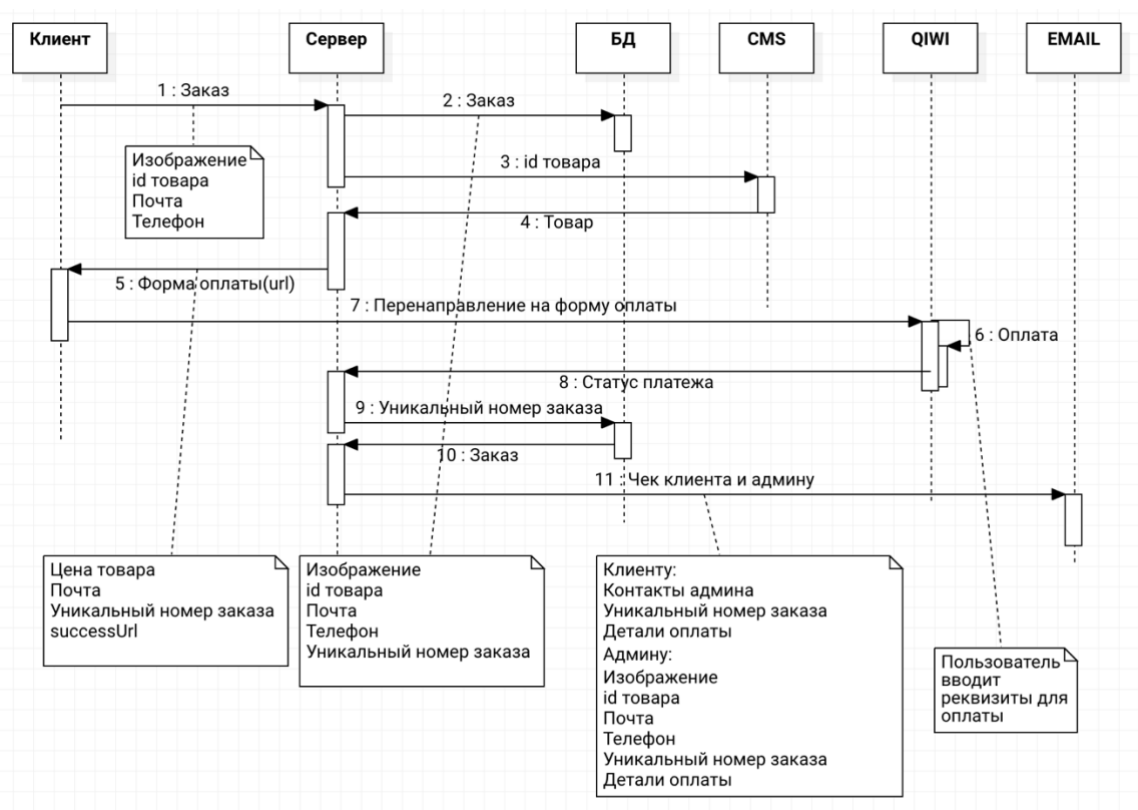 Клиент
Сервер
БД
CMS
QIWI
EMAIL
1 : Заказ
2 : Заказ
Изображение
id товара
Почта
Телефон
3 : id товара
4 : Товар
5 : Форма оплаты(url)
7 : Перенаправление на форму оплаты
6 : Оплата
8 : Статус платежа
9 : Уникальный номер заказа
10 : Заказ
11 : Чек клиента и админу
Цена товара
Почта
Уникальный номер заказа
successUrl
Изображение
id товара
Почта
Телефон
Уникальный номер заказа
Клиенту:
Контакты админа
Уникальный номер заказа
Детали оплаты
Админу:
Изображение
id товара
Почта
Телефон
Уникальный номер заказа
Детали оплаты
Пользователь
вводит
реквизиты для
оплаты